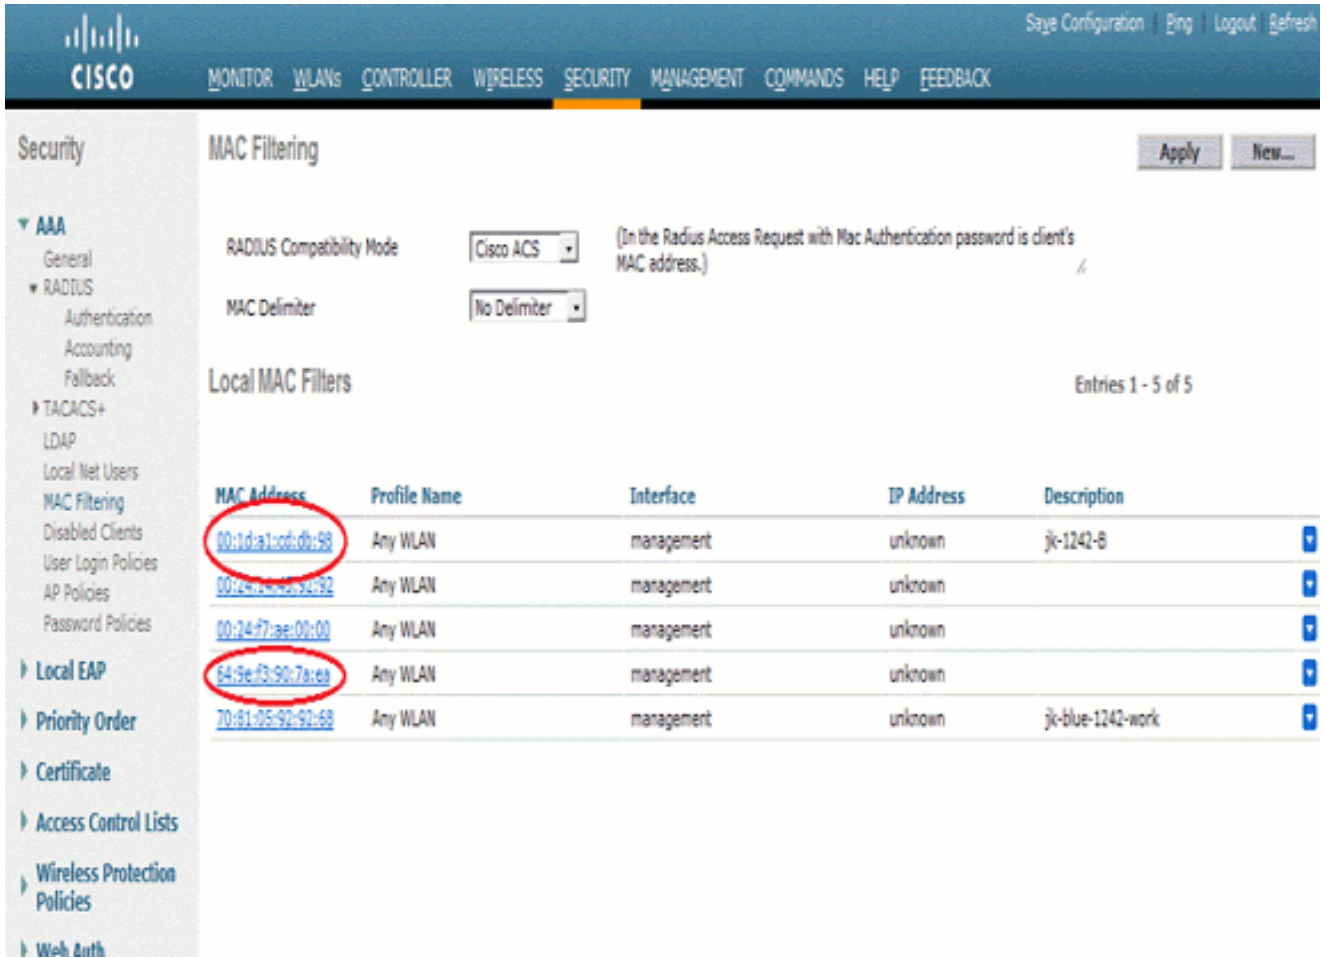 Save Configuration | Ping | Logout | Refresh
CISCO
MONITOR WLANs CONTROLLER WIRELESS SECURITY MANAGEMENT COMMANDS HELP FEEDBACK
Security
MAC Filtering
Apply
New...
AAA
General
RADIUS
Authentication
Accounting
Fallback
TACACS+
LDAP
Local Net Users
MAC Filtering
Disabled Clients
User Login Policies
AP Policies
Password Policies
Local EAP
Priority Order
Certificate
Access Control Lists
Wireless Protection
Policies
Web Auth
RADIUS Compatibility Mode
Cisco ACS
(In the Radius Access Request with Mac Authentication password is client's
MAC address.)
MAC Delimiter
No Delimiter
Local MAC Filters
Entries 1 - 5 of 5
MAC Address Profile Name Interface IP Address Description
00:1d:a1:cd:db:98 Any WLAN management unknown jk-1242-B
Any WLAN management unknown
00:24:f7:ae:00:00 Any WLAN management unknown
64:9e:f3:90:7a:ea Any WLAN management unknown
70:81:05:92:92:68 Any WLAN management unknown jk-blue-1242-work